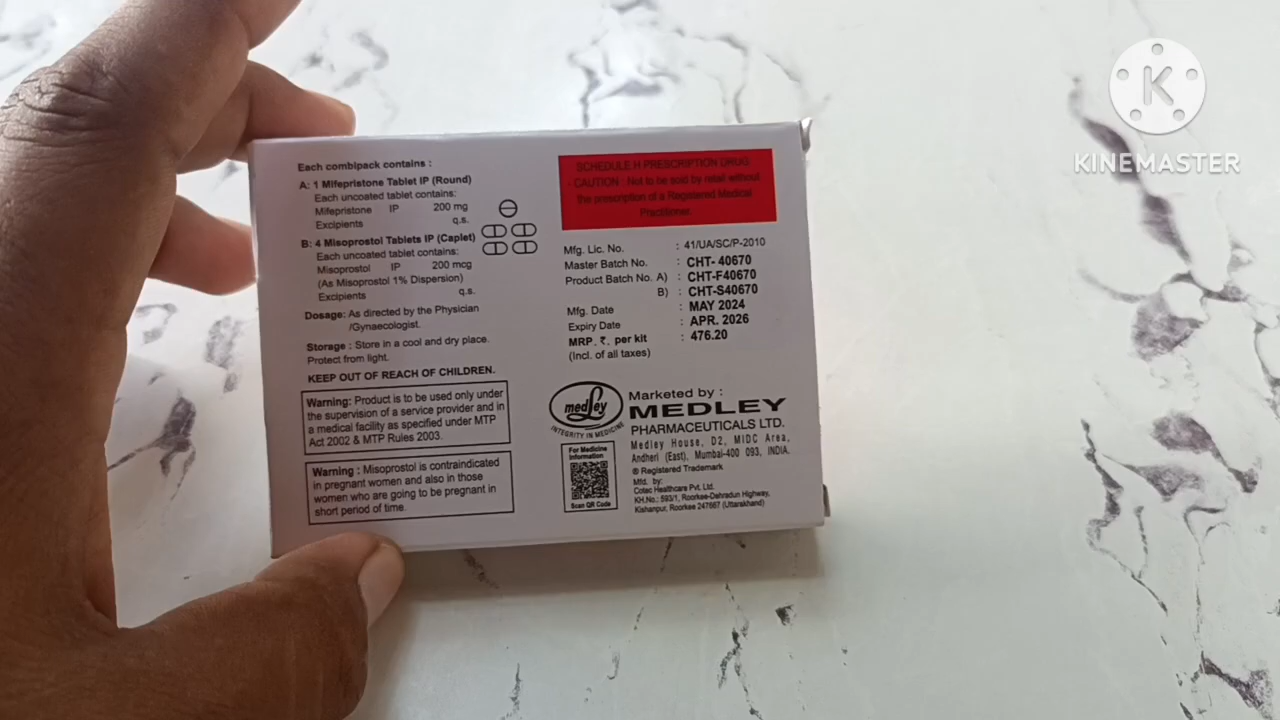 Each combipack contains :
A: 1 Mifepristone Tablet IP (Round)
Each uncoated tablet contains:
Mifepristone IP 200 mg
Excipients q.s.
B: 4 Misoprostol Tablets IP (Caplet)
Each uncoated tablet contains:
Misoprostol IP 200 mcg
(As Misoprostol 1% Dispersion)
Excipients q.s.
Dosage: As directed by the Physician
/Gynaecologist.
Storage : Store in a cool and dry place.
Protect from light.
KEEP OUT OF REACH OF CHILDREN.
Warning: Product is to be used only under
the supervision of a service provider and in
a medical facility as specified under MTP
Act 2002 & MTP Rules 2003.
Warning : Misoprostol is contraindicated
in pregnant women and also in those
women who are going to be pregnant in
short period of time.
SCHEDULE H PRESCRIPTION DRUG
CAUTION : Not to be sold by retail without
the prescription of a Registered Medical
Practitioner.
Mfg. Lic. No. : 41/UA/SC/P-2010
Master Batch No. : CHT- 40670
Product Batch No. A) : CHT-F40670
B) : CHT-S40670
Mfg. Date : MAY 2024
Expiry Date : APR. 2026
MRP. ₹. per kit : 476.20
(Incl. of all taxes)
medley
INTEGRITY IN MEDICINE
Marketed by :
MEDLEY
PHARMACEUTICALS LTD.
Medley House, D2, MIDC Area,
Andheri (East), Mumbai-400 093, INDIA.
® Registered Trademark
Mfd. by:
Cotec Healthcare Pvt. Ltd.
KH.No.: 593/1, Roorkee-Dehradun Highway,
Kishanpur, Roorkee 247667 (Uttarakhand)
For Medicine
Information
Scan QR Code
K
KINEMASTER